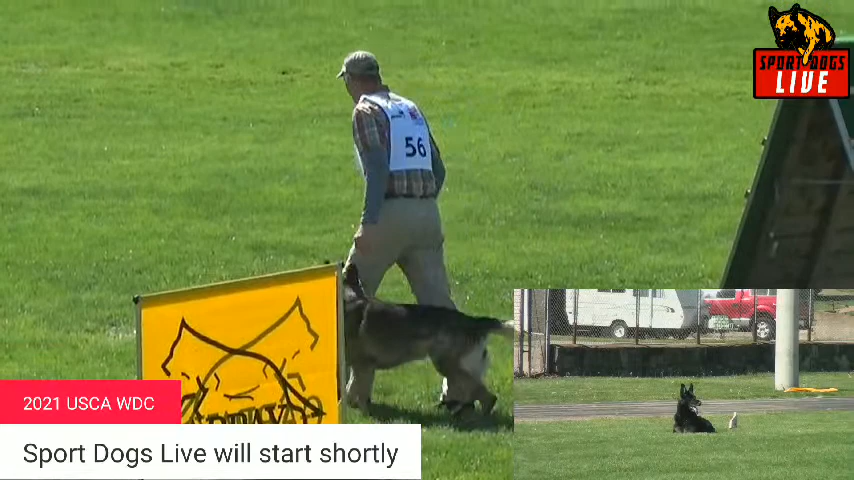 SPORT DOGS
LIVE
56
2021 USCA WDC
Sport Dogs Live will start shortly